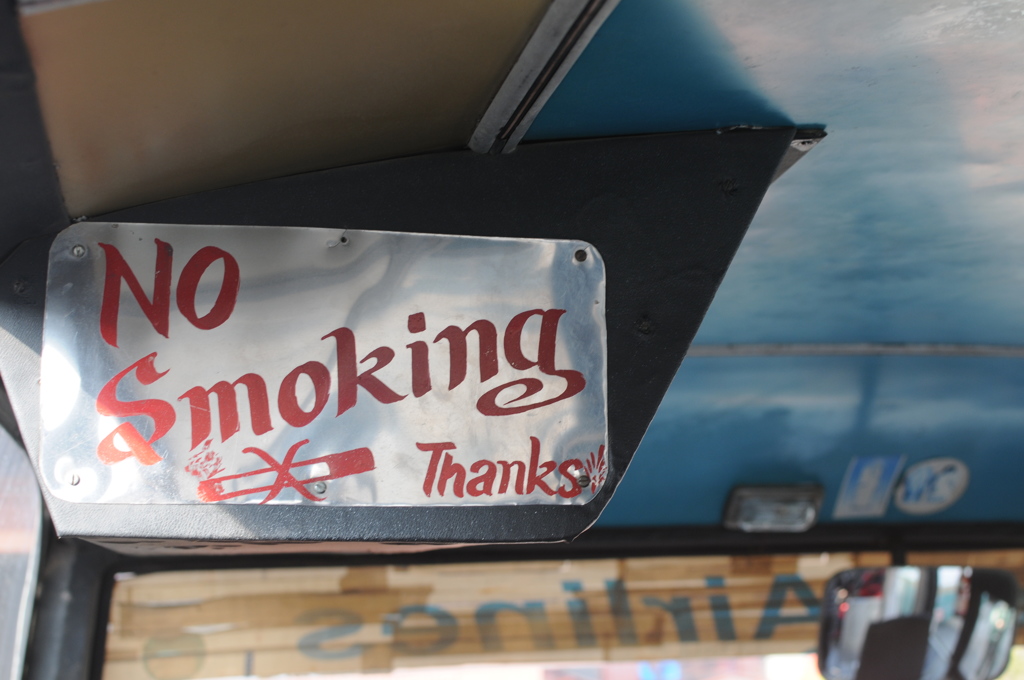 NO
Smoking
Thanks
Airlines